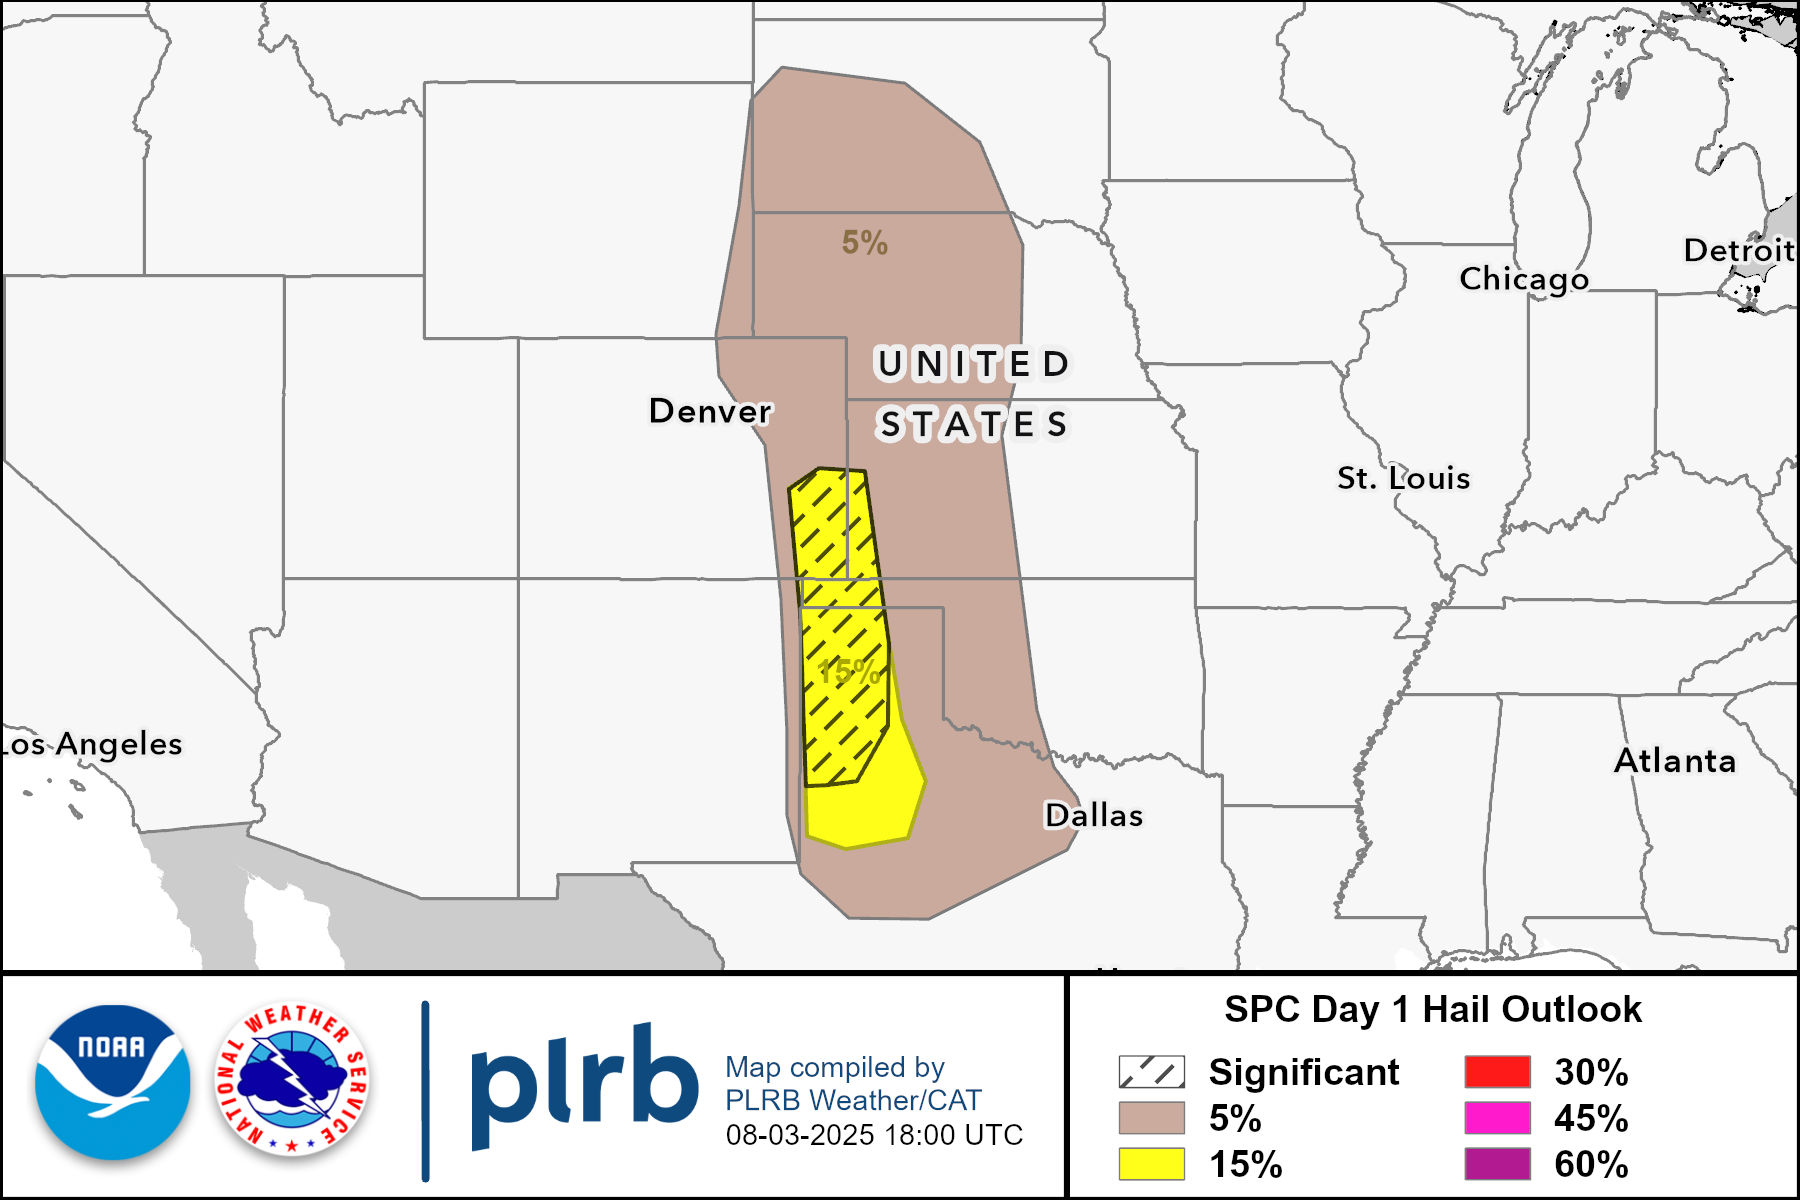 5%
Detroit
Chicago
UNITED
Denver
STATES
St. Louis
15%
Los Angeles
Atlanta
Dallas
NOAA
NATIONAL WEATHER SERVICE
plrb
Map compiled by
PLRB Weather/CAT
08-03-2025 18:00 UTC
SPC Day 1 Hail Outlook
Significant
30%
5%
45%
15%
60%